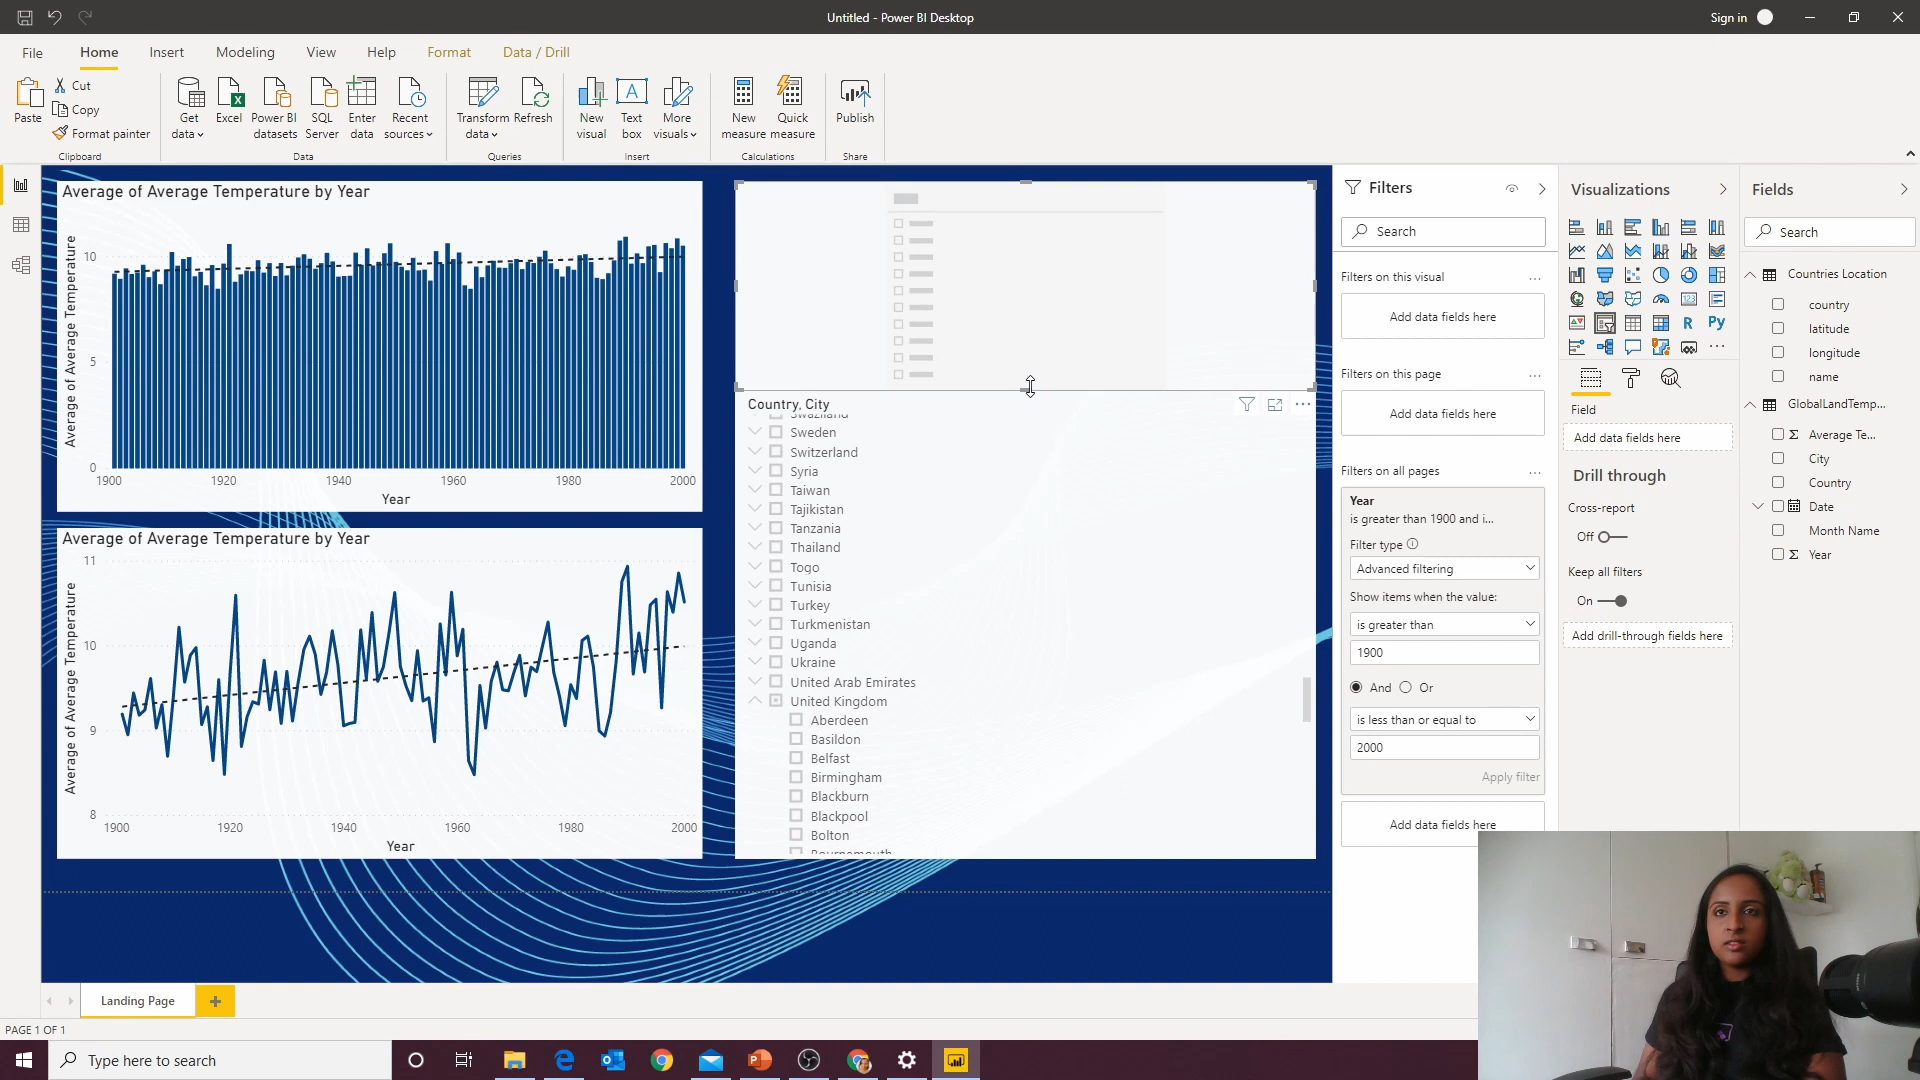 Untitled - Power BI Desktop
Sign in
File Home Insert Modeling View Help Format Data / Drill
Paste
Cut
Copy
Format painter
Clipboard
Get data
Excel
Power BI datasets
SQL Server
Enter data
Recent sources
Data
Transform data
Refresh
Queries
New visual
Text box
More visuals
Insert
New measure
Quick measure
Calculations
Publish
Share
Average of Average Temperature by Year
Average of Average Temperature
10
5
0
1900 1920 1940 1960 1980 2000
Year
Average of Average Temperature by Year
Average of Average Temperature
11
10
9
8
1900 1920 1940 1960 1980 2000
Year
Country, City
Swaziland
Sweden
Switzerland
Syria
Taiwan
Tajikistan
Tanzania
Thailand
Togo
Tunisia
Turkey
Turkmenistan
Uganda
Ukraine
United Arab Emirates
United Kingdom
Aberdeen
Basildon
Belfast
Birmingham
Blackburn
Blackpool
Bolton
Bournemouth
Filters
Search
Filters on this visual ...
Add data fields here
Filters on this page ...
Add data fields here
Filters on all pages ...
Year
is greater than 1900 and i...
Filter type
Advanced filtering
Show items when the value:
is greater than
1900
And Or
is less than or equal to
2000
Apply filter
Add data fields here
Visualizations
R Py
123
...
Field
Add data fields here
Drill through
Cross-report
Off
Keep all filters
On
Add drill-through fields here
Fields
Search
Countries Location
country
latitude
longitude
name
GlobalLandTemp...
Σ Average Te...
City
Country
Date
Month Name
Σ Year
Landing Page
+
PAGE 1 OF 1
Type here to search